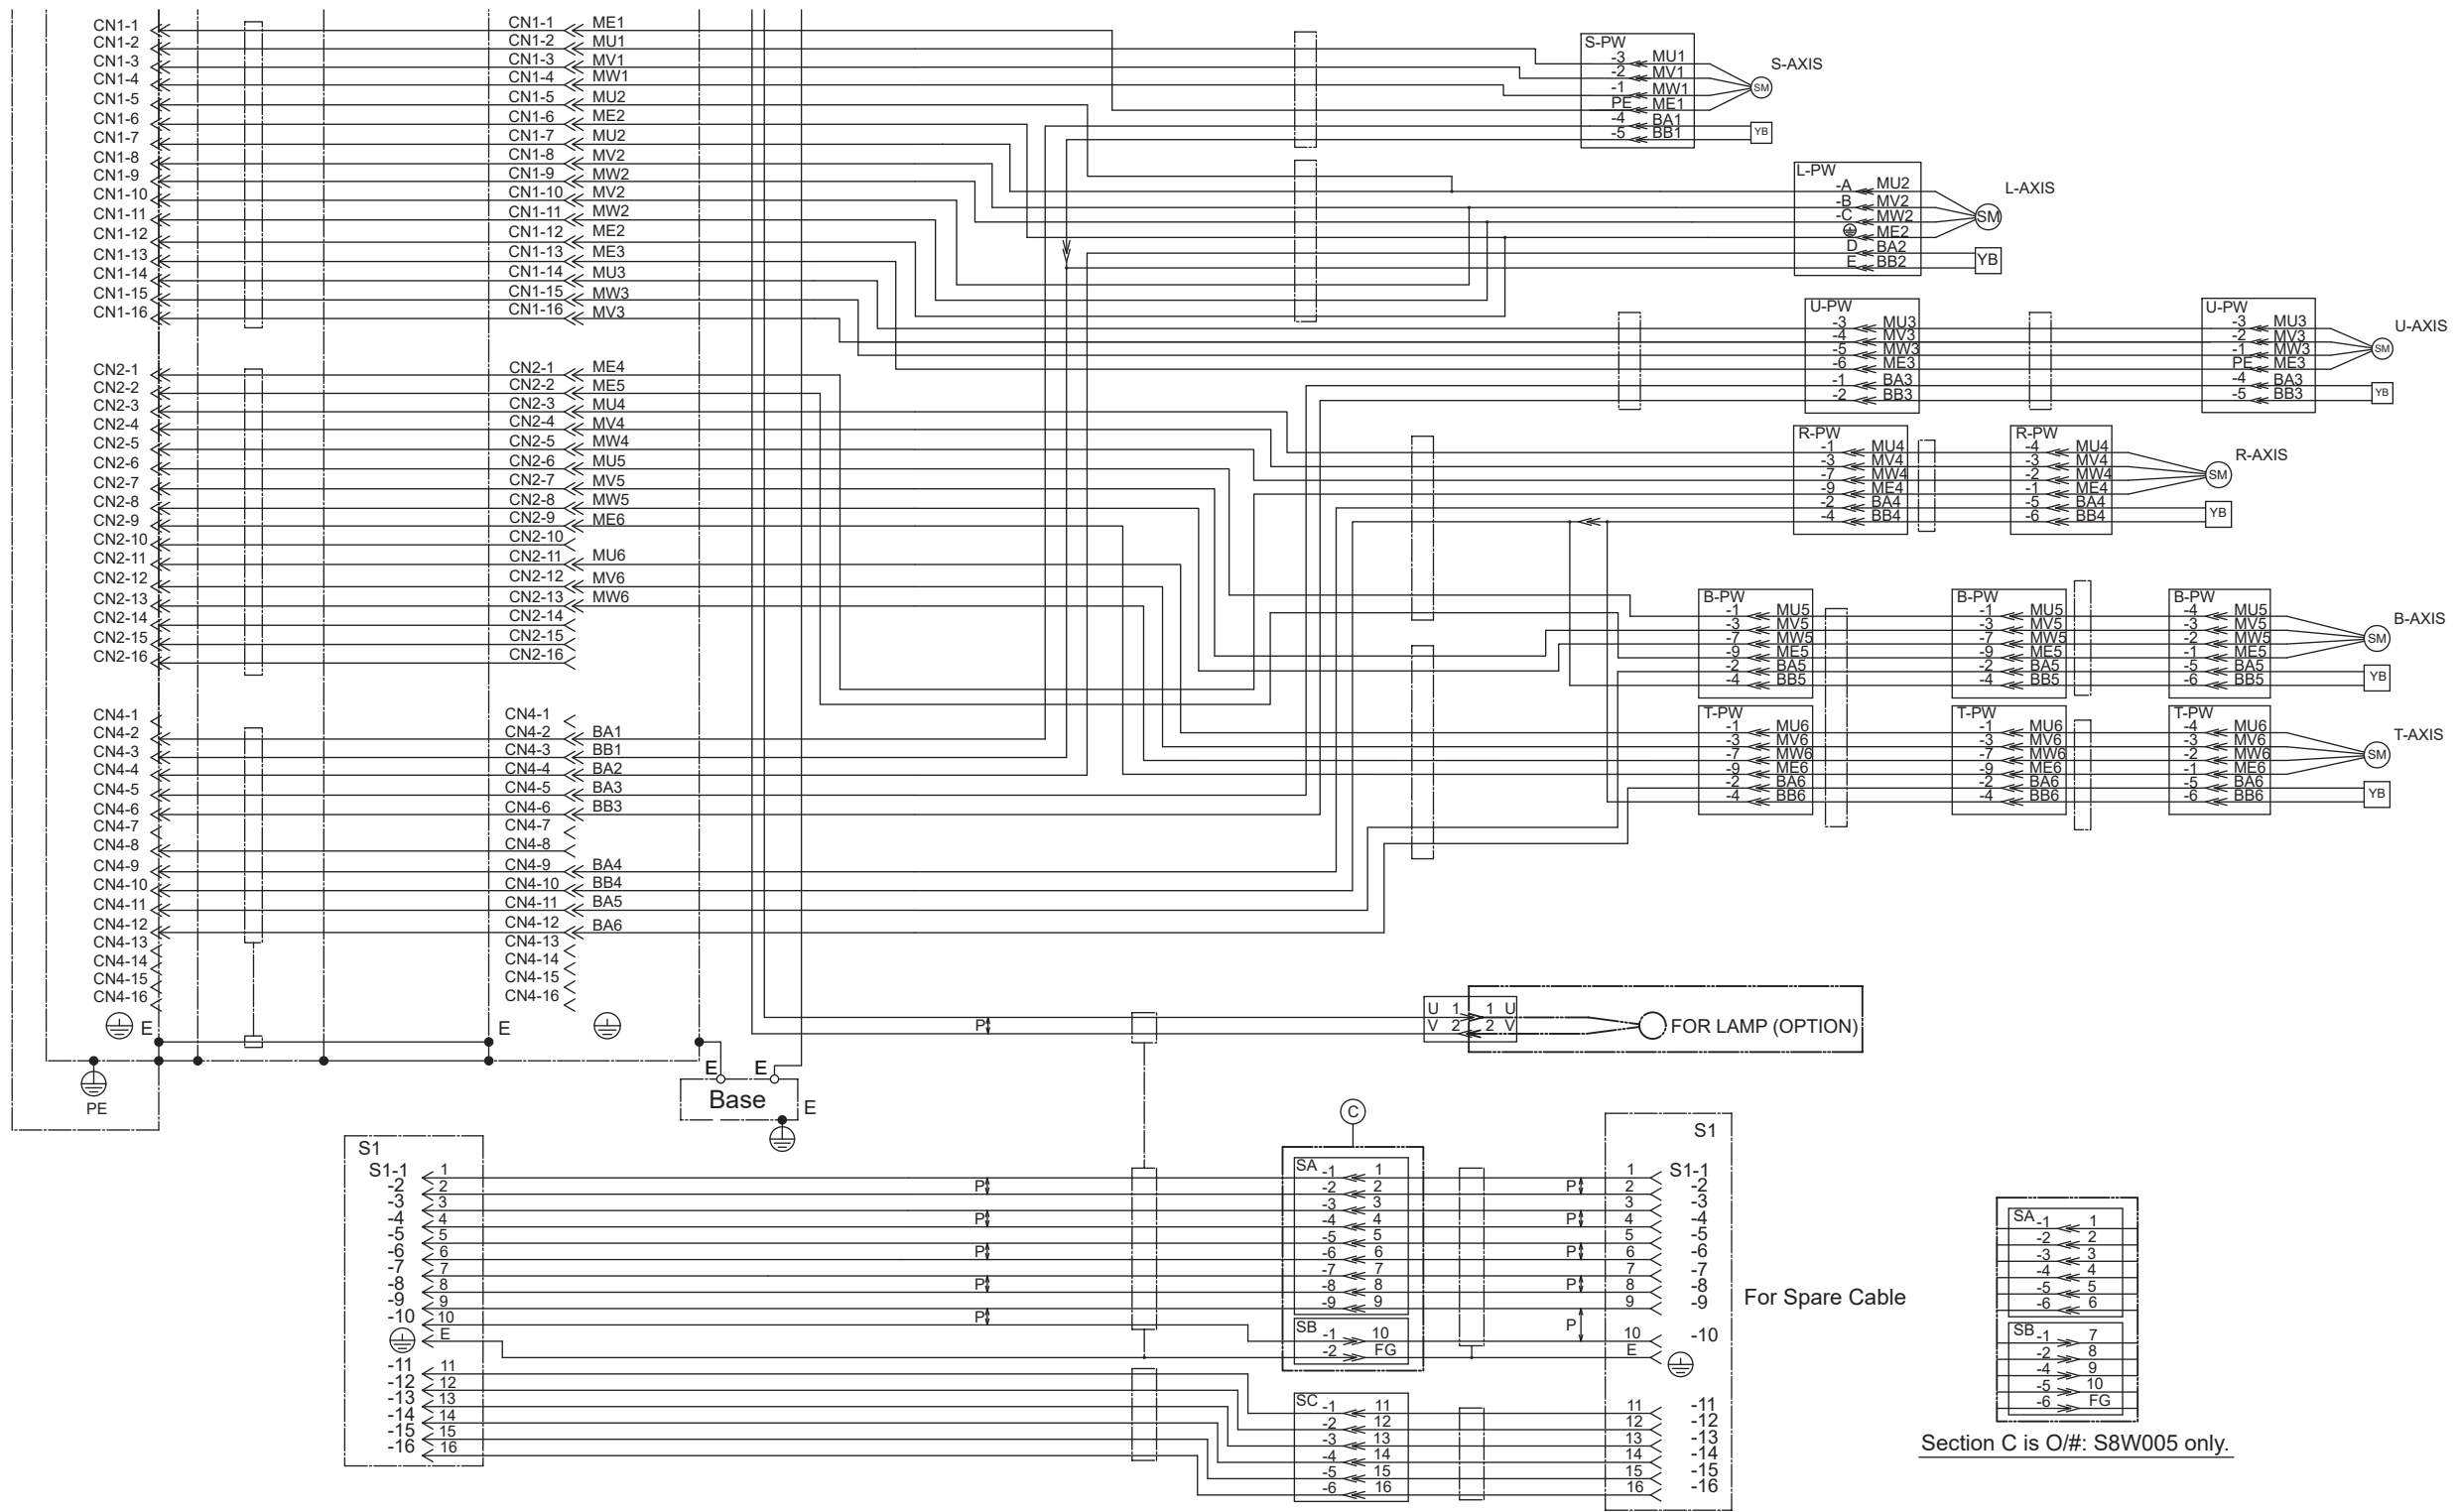 CN1-1
CN1-2
CN1-3
CN1-4
CN1-5
CN1-6
CN1-7
CN1-8
CN1-9
CN1-10
CN1-11
CN1-12
CN1-13
CN1-14
CN1-15
CN1-16
CN2-1
CN2-2
CN2-3
CN2-4
CN2-5
CN2-6
CN2-7
CN2-8
CN2-9
CN2-10
CN2-11
CN2-12
CN2-13
CN2-14
CN2-15
CN2-16
CN4-1
CN4-2
CN4-3
CN4-4
CN4-5
CN4-6
CN4-7
CN4-8
CN4-9
CN4-10
CN4-11
CN4-12
CN4-13
CN4-14
CN4-15
CN4-16
E
PE
CN1-1 ME1
CN1-2 MU1
CN1-3 MV1
CN1-4 MW1
CN1-5 MU2
CN1-6 ME2
CN1-7 MU2
CN1-8 MV2
CN1-9 MW2
CN1-10 MV2
CN1-11 MW2
CN1-12 ME2
CN1-13 ME3
CN1-14 MU3
CN1-15 MW3
CN1-16 MV3
CN2-1 ME4
CN2-2 ME5
CN2-3 MU4
CN2-4 MV4
CN2-5 MW4
CN2-6 MU5
CN2-7 MV5
CN2-8 MW5
CN2-9 ME6
CN2-10
CN2-11 MU6
CN2-12 MV6
CN2-13 MW6
CN2-14
CN2-15
CN2-16
CN4-1
CN4-2 BA1
CN4-3 BB1
CN4-4 BA2
CN4-5 BA3
CN4-6 BB3
CN4-7
CN4-8
CN4-9 BA4
CN4-10 BB4
CN4-11 BA5
CN4-12 BA6
CN4-13
CN4-14
CN4-15
CN4-16
E
E E
Base E
S-PW
-3 MU1
-2 MV1
-1 MW1
PE ME1
-4 BA1
-5 BB1
S-AXIS
SM
YB
L-PW
-A MU2
-B MV2
-C MW2
ME2
D BA2
E BB2
L-AXIS
SM
YB
U-PW
-3 MU3
-4 MV3
-5 MW3
-6 ME3
-1 BA3
-2 BB3
U-PW
-3 MU3
-2 MV3
-1 MW3
PE ME3
-4 BA3
-5 BB3
U-AXIS
SM
YB
R-PW
-1 MU4
-3 MV4
-7 MW4
-9 ME4
-2 BA4
-4 BB4
R-PW
-4 MU4
-3 MV4
-2 MW4
-1 ME4
-5 BA4
-6 BB4
R-AXIS
SM
YB
B-PW
-1 MU5
-3 MV5
-7 MW5
-9 ME5
-2 BA5
-4 BB5
B-PW
-1 MU5
-3 MV5
-7 MW5
-9 ME5
-2 BA5
-4 BB5
B-PW
-4 MU5
-3 MV5
-2 MW5
-1 ME5
-5 BA5
-6 BB5
B-AXIS
SM
YB
T-PW
-1 MU6
-3 MV6
-7 MW6
-9 ME6
-2 BA6
-4 BB6
T-PW
-1 MU6
-3 MV6
-7 MW6
-9 ME6
-2 BA6
-4 BB6
T-PW
-4 MU6
-3 MV6
-2 MW6
-1 ME6
-5 BA6
-6 BB6
T-AXIS
SM
YB
P
U 1 1 U
V 2 2 V
FOR LAMP (OPTION)
S1
S1-1 1
-2 2
-3 3
-4 4
-5 5
-6 6
-7 7
-8 8
-9 9
-10 10
E
-11 11
-12 12
-13 13
-14 14
-15 15
-16 16
P
P
P
P
P
C
SA
-1 1
-2 2
-3 3
-4 4
-5 5
-6 6
-7 7
-8 8
-9 9
SB
-1 10
-2 FG
SC
-1 11
-2 12
-3 13
-4 14
-5 15
-6 16
P
P
P
P
P
S1
1 S1-1
2 -2
3 -3
4 -4
5 -5
6 -6
7 -7
8 -8
9 -9
10 -10
E
11 -11
12 -12
13 -13
14 -14
15 -15
16 -16
For Spare Cable
SA
-1 1
-2 2
-3 3
-4 4
-5 5
-6 6
SB
-1 7
-2 8
-4 9
-5 10
-6 FG
Section C is O/#: S8W005 only.